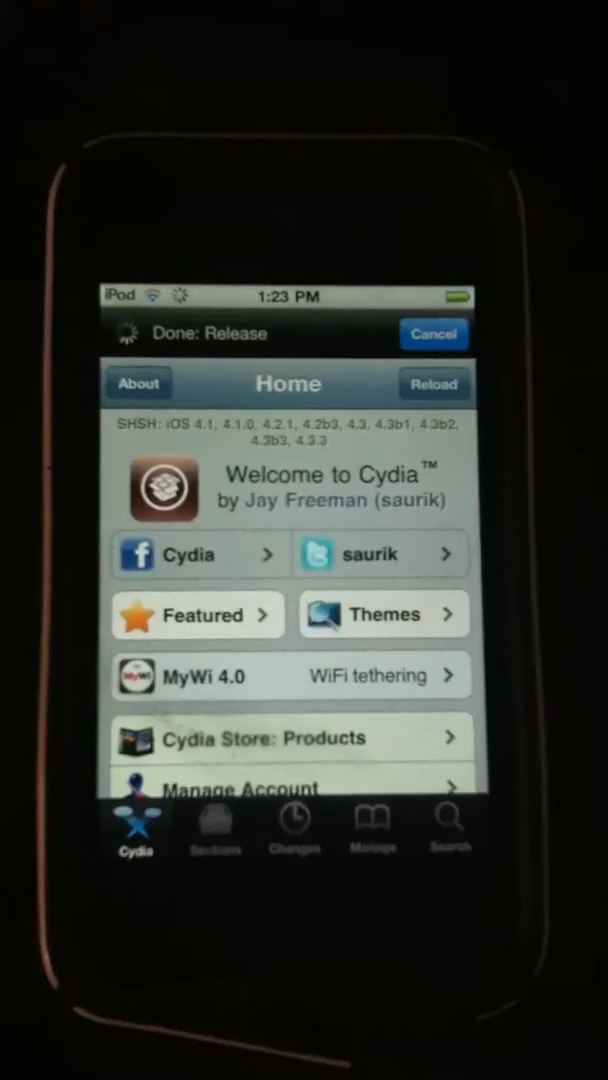 iPod 1:23 PM
Done: Release Cancel
About Home Reload
SHSH: iOS 4.1, 4.1.0, 4.2.1, 4.2b3, 4.3, 4.3b1, 4.3b2,
4.3b3, 4.3.3
Welcome to Cydia™
by Jay Freeman (saurik)
Cydia saurik
Featured Themes
MyWi 4.0 WiFi tethering
Cydia Store: Products
Manage Account
Cydia Sections Changes Manage Search